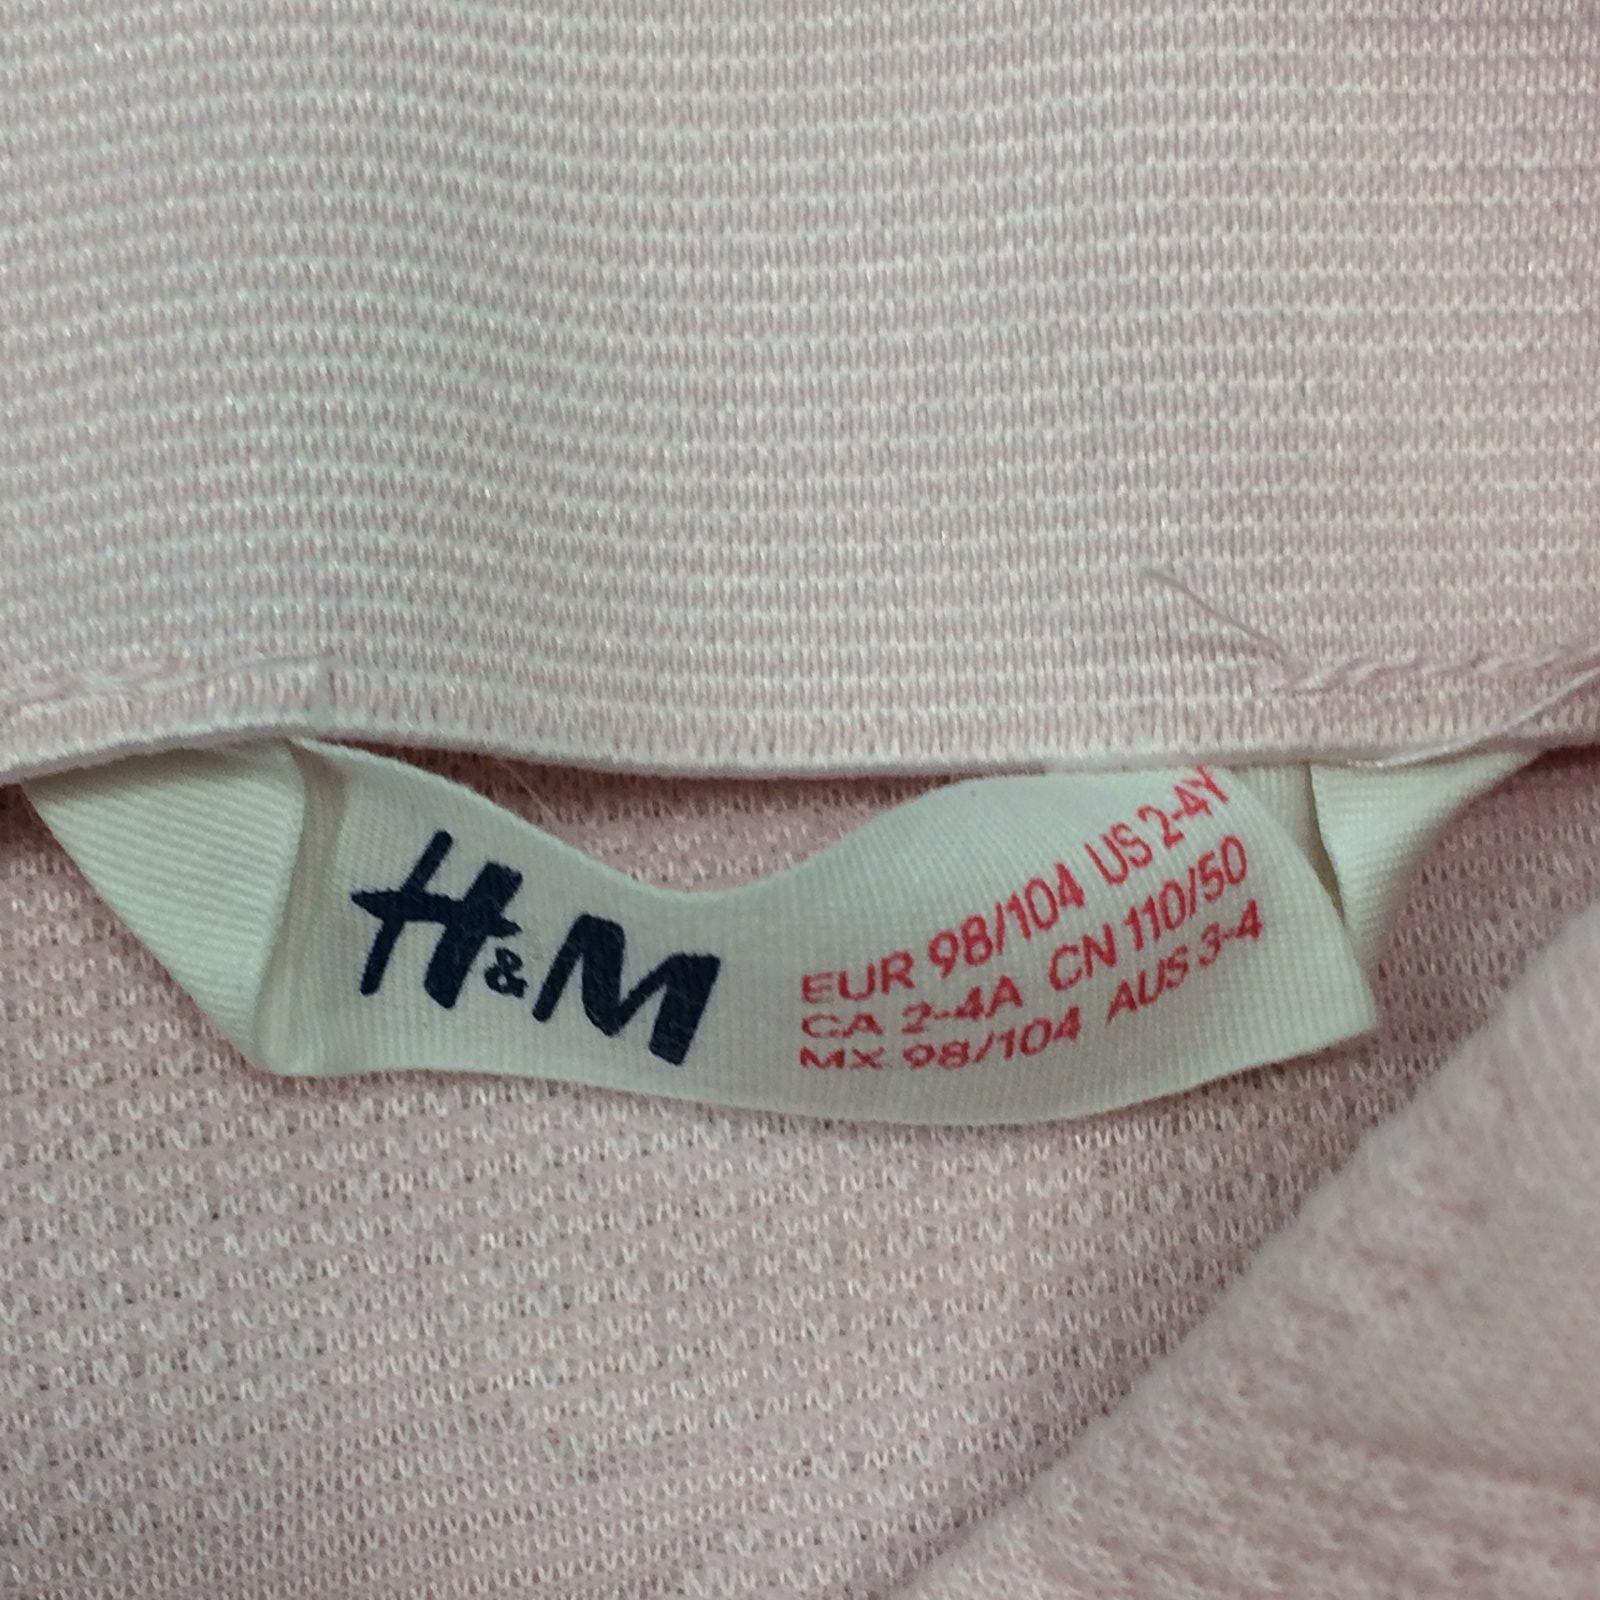 H&M
EUR 98/104 US 2-4Y
CA 2-4A CN 110/50
MX 98/104 AUS 3-4